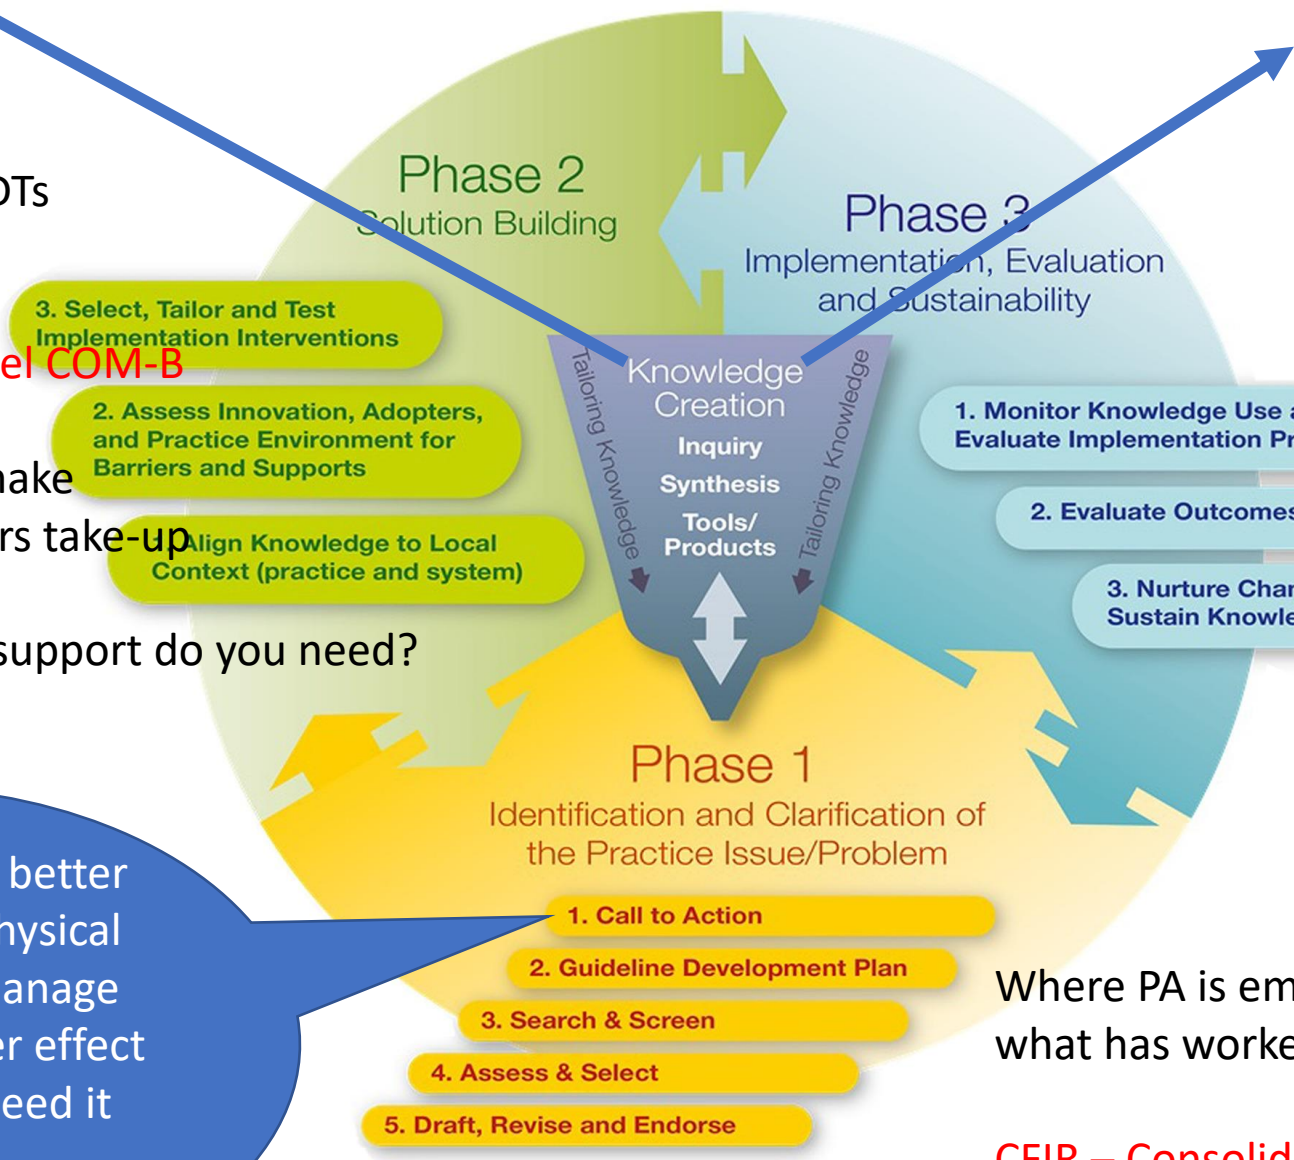 OTs
Phase 2
Solution Building
3. Select, Tailor and Test
Implementation Interventions
el COM-B
2. Assess Innovation, Adopters,
and Practice Environment for
Barriers and Supports
make
rs take-up
Align Knowledge to Local
Context (practice and system)
support do you need?
Phase 3
Implementation, Evaluation
and Sustainability
Knowledge
Creation
Inquiry
Synthesis
Tools/
Products
Tailoring Knowledge
Tailoring Knowledge
1. Monitor Knowledge Use
Evaluate Implementation
2. Evaluate Outcomes
3. Nurture
Sustain
Phase 1
Identification and Clarification of
the Practice Issue/Problem
1. Call to Action
2. Guideline Development Plan
3. Search & Screen
4. Assess & Select
5. Draft, Revise and Endorse
better
hysical
anage
er effect
eed it
Where PA is em
what has worke
CFIR – Consolid